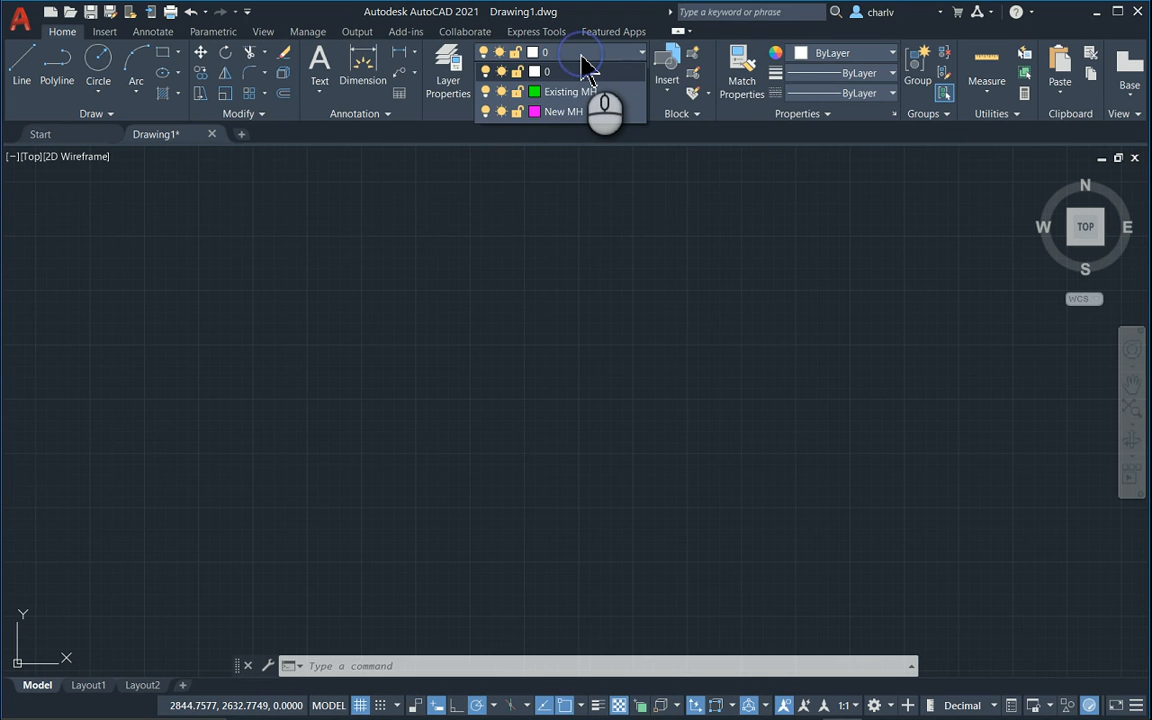 Autodesk AutoCAD 2021 Drawing1.dwg
Type a keyword or phrase
charlv
Home Insert Annotate Parametric View Manage Output Add-ins Collaborate Express Tools Featured Apps
Line Polyline Circle Arc
Text Dimension
Layer Properties
0
0
Existing MH
New MH
Insert
Match Properties
ByLayer
ByLayer
ByLayer
Group
Measure
Paste
Base
Draw Modify Annotation Block Properties Groups Utilities Clipboard View
Start Drawing1*
[−][Top][2D Wireframe]
N
W TOP E
S
WCS
Y
X
Type a command
Model Layout1 Layout2
2844.7577, 2632.7749, 0.0000 MODEL 1:1 Decimal